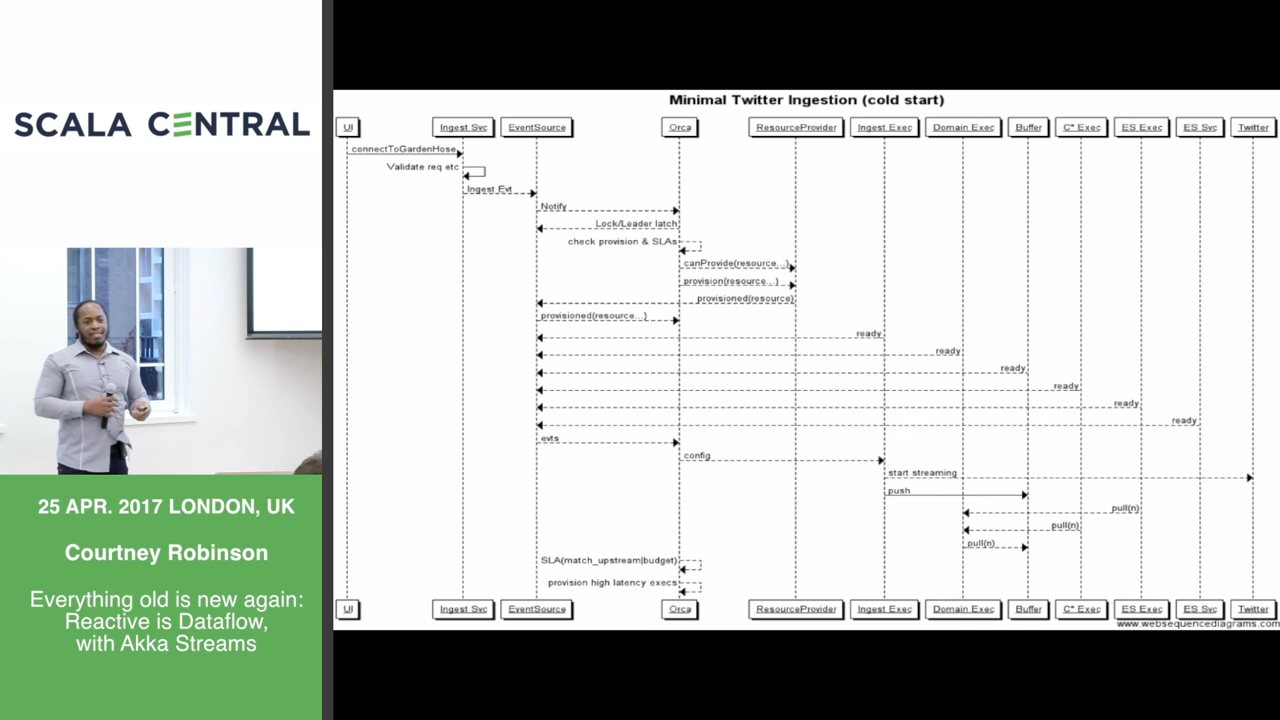 SCALA CENTRAL
25 APR. 2017 LONDON, UK
Courtney Robinson
Everything old is new again:
Reactive is Dataflow,
with Akka Streams
Minimal Twitter Ingestion (cold start)
UI Ingest Svc EventSource Orca ResourceProvider Ingest Exec Domain Exec Buffer C* Exec ES Exec ES Svc Twitter
connectToGardenHose
Validate req etc
Ingest Evt
Notify
Lock/Leader latch
check provision & SLAs
canProvide(resource...)
provision(resource...)
provisioned(resource)
provisioned(resource...)
ready
ready
ready
ready
ready
ready
evts
config
start streaming
push
pull(n)
pull(n)
pull(n)
SLA(match_upstream|budget)
provision high latency execs
UI Ingest Svc EventSource Orca ResourceProvider Ingest Exec Domain Exec Buffer C* Exec ES Exec ES Svc Twitter
www.websequencediagrams.com